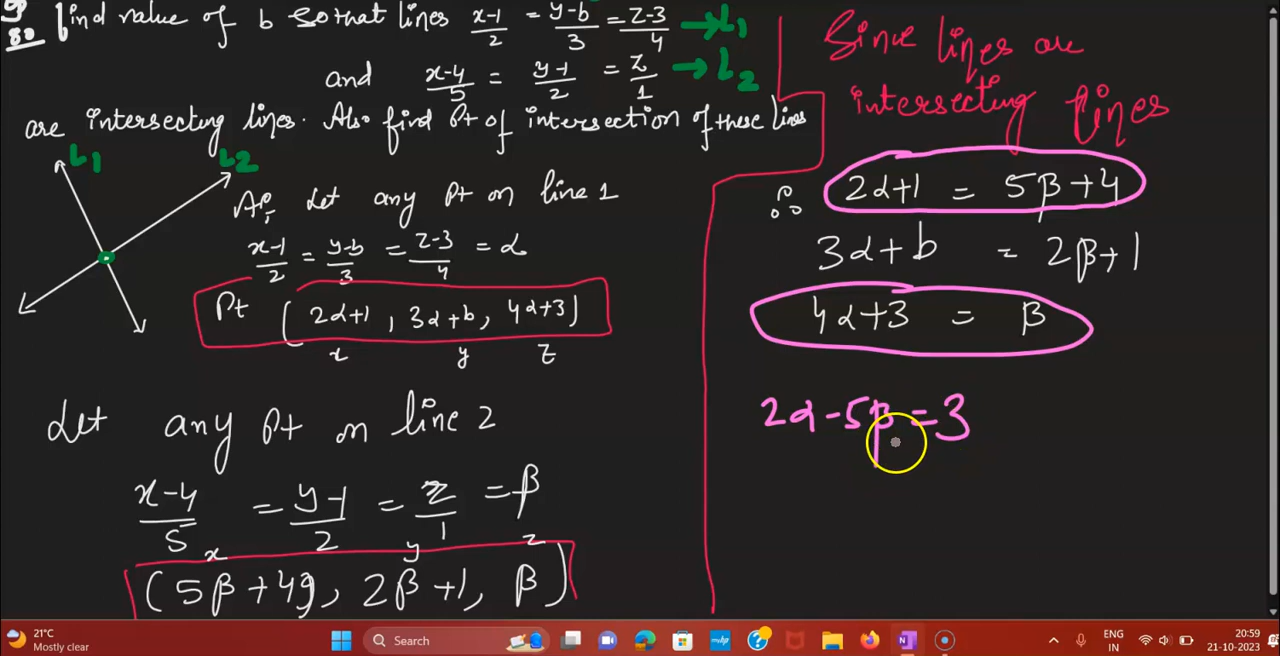 Q 80 find value of b so that lines x-1/2 = y-b/3 = z-3/4 → L1
and x-4/5 = y-1/2 = z/1 → L2
are intersecting lines. Also find Pt of intersection of these lines
L1 L2
Let any pt on line 1
x-1/2 = y-b/3 = z-3/4 = α
Pt (2α+1, 3α+b, 4α+3)
x y z
Let any pt on line 2
x-4/5 = y-1/2 = z/1 = β
x y z
(5β+4, 2β+1, β)
Since lines are
intersecting lines
∴ 2α+1 = 5β+4
3α+b = 2β+1
4α+3 = β
2α-5β=3
21°C
Mostly clear
Search
ENG
IN
20:59
21-10-2023